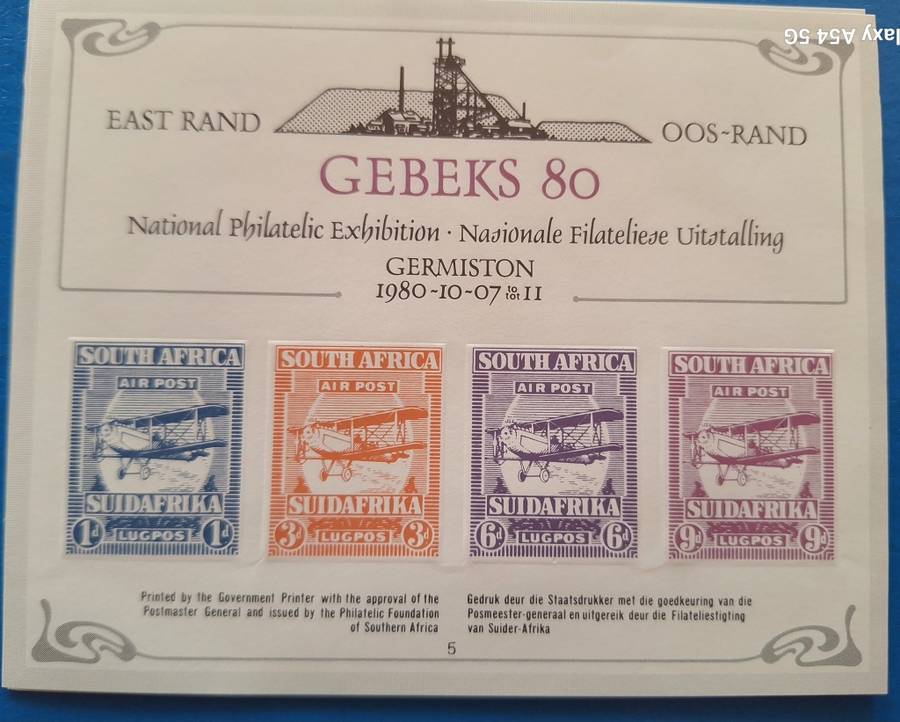 Galaxy A54 5G
EAST RAND
OOS-RAND
GEBEKS 80
National Philatelic Exhibition · Nasionale Filateliese Uitstalling
GERMISTON
1980-10-07 to tot 11
SOUTH AFRICA
AIR POST
SUIDAFRIKA
1d LUGPOS 1d
SOUTH AFRICA
AIR POST
SUIDAFRIKA
3d LUGPOS 3d
SOUTH AFRICA
AIR POST
SUIDAFRIKA
6d LUGPOS 6d
SOUTH AFRICA
AIR POST
SUIDAFRIKA
9d LUGPOS 9d
Printed by the Government Printer with the approval of the
Postmaster General and issued by the Philatelic Foundation
of Southern Africa
Gedruk deur die Staatsdrukker met die goedkeuring van die
Posmeester-generaal en uitgereik deur die Filateliestigting
van Suider-Afrika
5